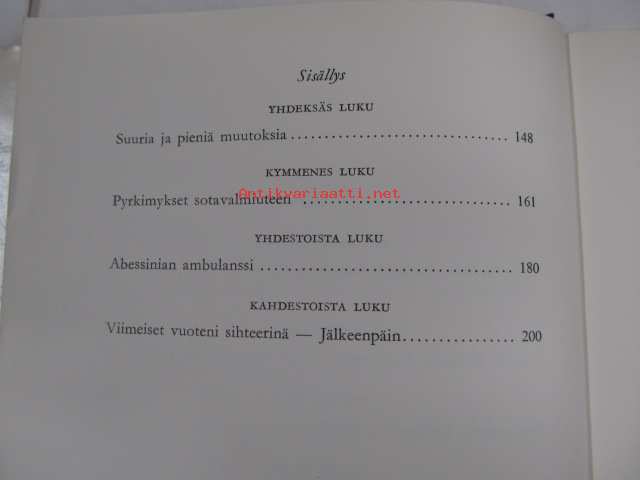 Sisällys
YHDEKSÄS LUKU
Suuria ja pieniä muutoksia ................................ 148
KYMMENES LUKU
Antikvariaatti.net
Pyrkimykset sotavalmiuteen ............................... 161
YHDESTOISTA LUKU
Abessinian ambulanssi ..................................... 180
KAHDESTOISTA LUKU
Viimeiset vuoteni sihteerinä — Jälkeenpäin ................ 200